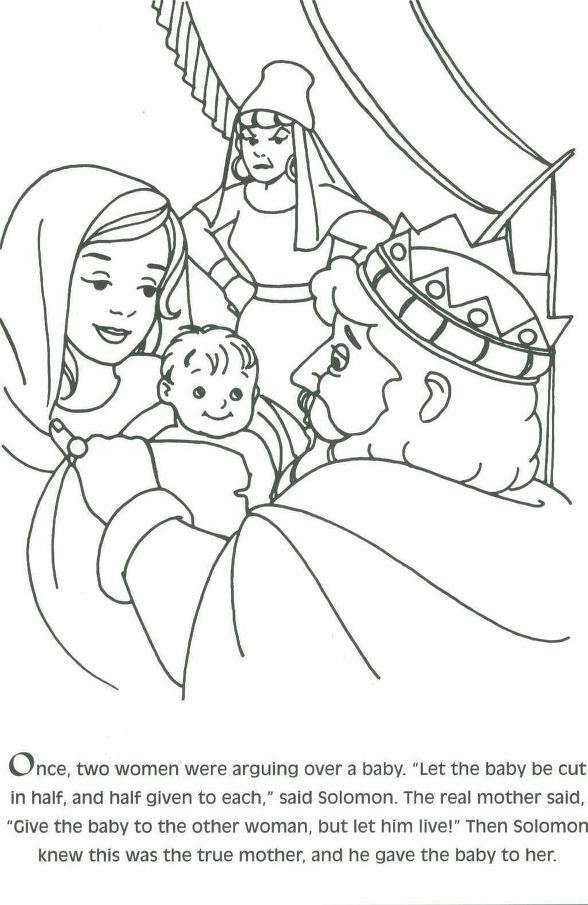 Once, two women were arguing over a baby. "Let the baby be cut
in half, and half given to each," said Solomon. The real mother said,
"Give the baby to the other woman, but let him live!" Then Solomon
knew this was the true mother, and he gave the baby to her.